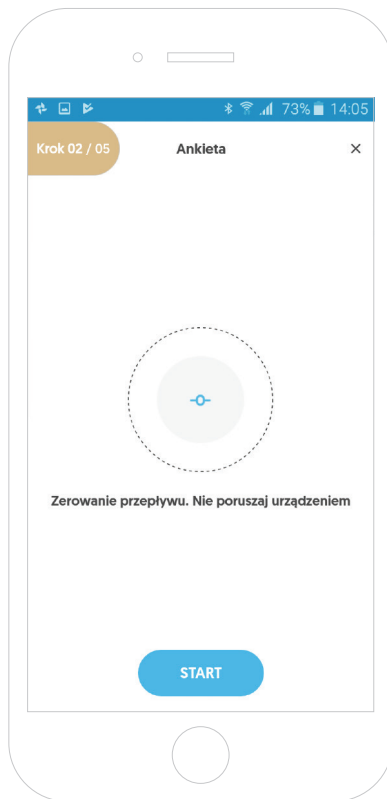 73% 14:05
Krok 02 / 05
Ankieta
Zerowanie przepływu. Nie poruszaj urządzeniem
START